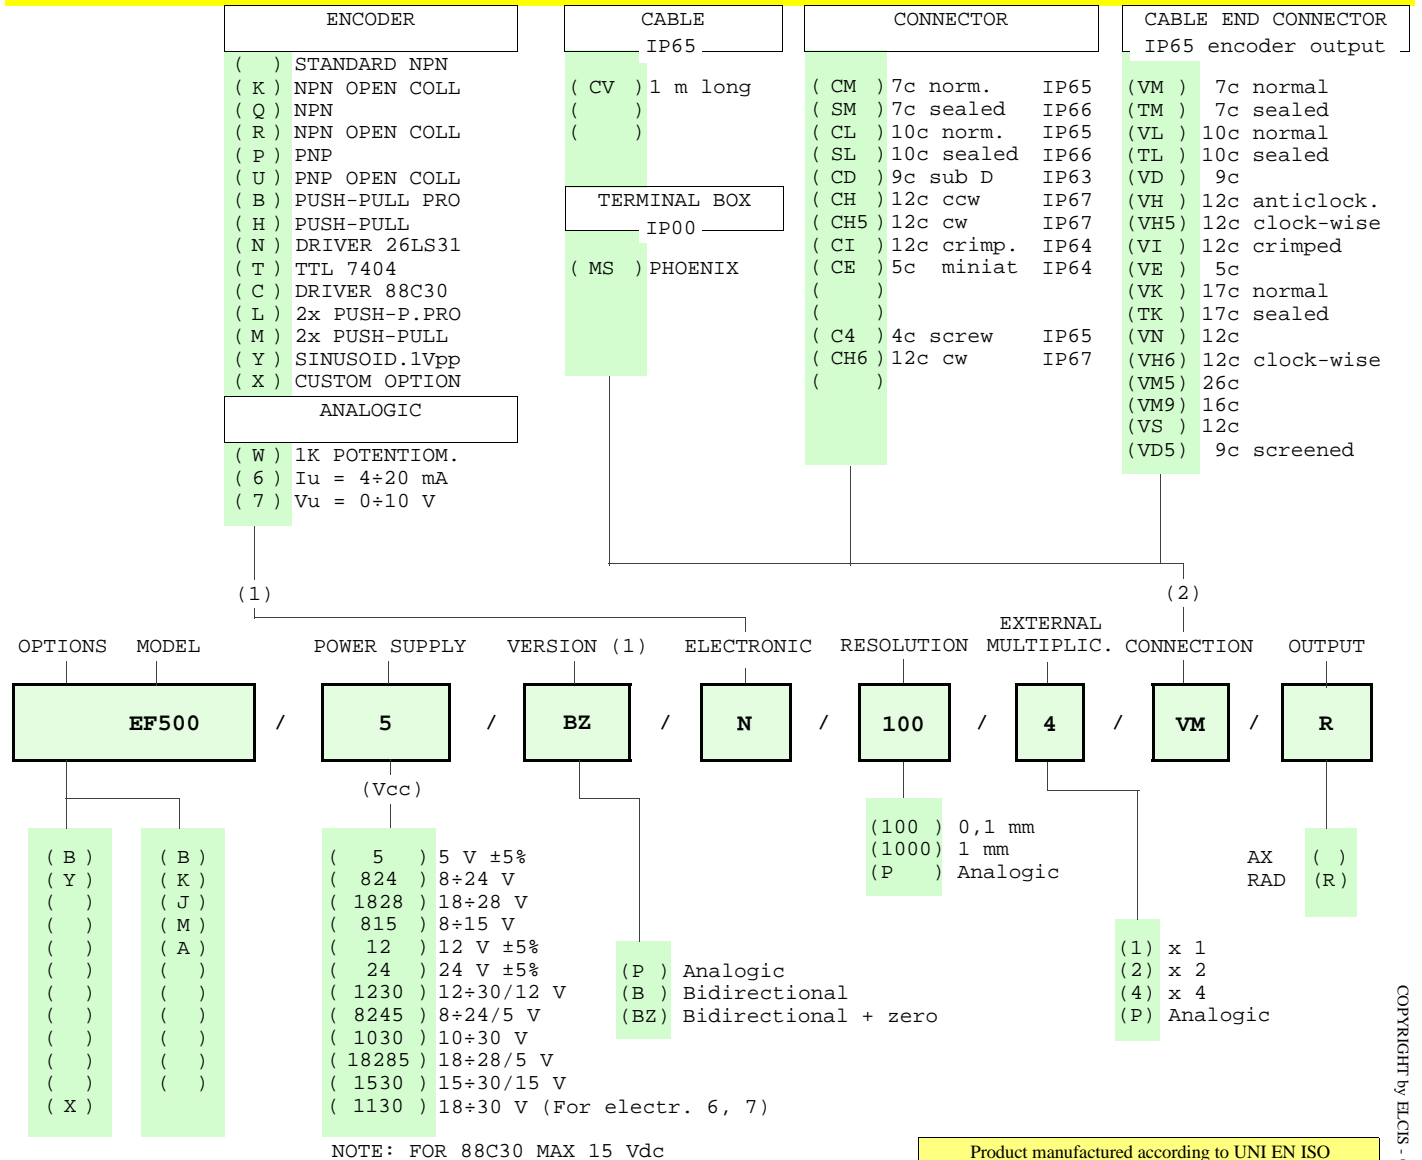 ENCODER
( ) STANDARD NPN
( K ) NPN OPEN COLL
( Q ) NPN
( R ) NPN OPEN COLL
( P ) PNP
( U ) PNP OPEN COLL
( B ) PUSH-PULL PRO
( H ) PUSH-PULL
( N ) DRIVER 26LS31
( T ) TTL 7404
( C ) DRIVER 88C30
( L ) 2x PUSH-P.PRO
( M ) 2x PUSH-PULL
( Y ) SINUSOID.1Vpp
( X ) CUSTOM OPTION
ANALOGIC
( W ) 1K POTENTIOM.
( 6 ) Iu = 4÷20 mA
( 7 ) Vu = 0÷10 V
CABLE
IP65
( CV ) 1 m long
( )
( )
TERMINAL BOX
IP00
( MS ) PHOENIX
CONNECTOR
( CM ) 7c norm. IP65
( SM ) 7c sealed IP66
( CL ) 10c norm. IP65
( SL ) 10c sealed IP66
( CD ) 9c sub D IP63
( CH ) 12c ccw IP67
( CH5 ) 12c cw IP67
( CI ) 12c crimp. IP64
( CE ) 5c miniat IP64
( )
( )
( C4 ) 4c screw IP65
( CH6 ) 12c cw IP67
( )
CABLE END CONNECTOR
IP65 encoder output
(VM ) 7c normal
(TM ) 7c sealed
(VL ) 10c normal
(TL ) 10c sealed
(VD ) 9c
(VH ) 12c anticlock.
(VH5) 12c clock-wise
(VI ) 12c crimped
(VE ) 5c
(VK ) 17c normal
(TK ) 17c sealed
(VN ) 12c
(VH6) 12c clock-wise
(VM5) 26c
(VM9) 16c
(VS ) 12c
(VD5) 9c screened
(1)
(2)
OPTIONS MODEL POWER SUPPLY VERSION (1) ELECTRONIC RESOLUTION EXTERNAL MULTIPLIC. CONNECTION OUTPUT
EF500 / 5 / BZ / N / 100 / 4 / VM / R
( B )
( Y )
( )
( )
( )
( )
( )
( )
( )
( )
( )
( X )
( B )
( K )
( J )
( M )
( A )
( )
( )
( )
( )
( )
( )
(Vcc)
( 5 ) 5 V ±5%
( 824 ) 8÷24 V
( 1828 ) 18÷28 V
( 815 ) 8÷15 V
( 12 ) 12 V ±5%
( 24 ) 24 V ±5%
( 1230 ) 12÷30/12 V
( 8245 ) 8÷24/5 V
( 1030 ) 10÷30 V
( 18285 ) 18÷28/5 V
( 1530 ) 15÷30/15 V
( 1130 ) 18÷30 V (For electr. 6, 7)
NOTE: FOR 88C30 MAX 15 Vdc
(P ) Analogic
(B ) Bidirectional
(BZ) Bidirectional + zero
(100 ) 0,1 mm
(1000) 1 mm
(P ) Analogic
(1) x 1
(2) x 2
(4) x 4
(P) Analogic
AX ( )
RAD (R)
Product manufactured according to UNI EN ISO
COPYRIGHT by ELCIS -